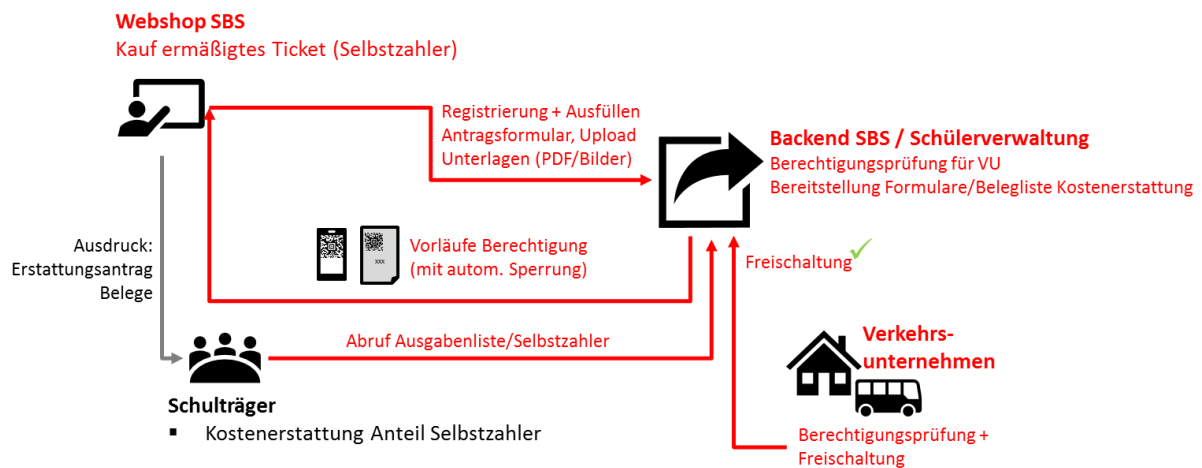 Webshop SBS
Kauf ermäßigtes Ticket (Selbstzahler)
Registrierung + Ausfüllen
Antragsformular, Upload
Unterlagen (PDF/Bilder)
Backend SBS / Schülerverwaltung
Berechtigungsprüfung für VU
Bereitstellung Formulare/Belegliste Kostenerstattung
Ausdruck:
Erstattungsantrag
Belege
xxx
Vorläufe Berechtigung
(mit autom. Sperrung)
Freischaltung
Abruf Ausgabenliste/Selbstzahler
Verkehrs-
unternehmen
Schulträger
▪ Kostenerstattung Anteil Selbstzahler
Berechtigungsprüfung +
Freischaltung